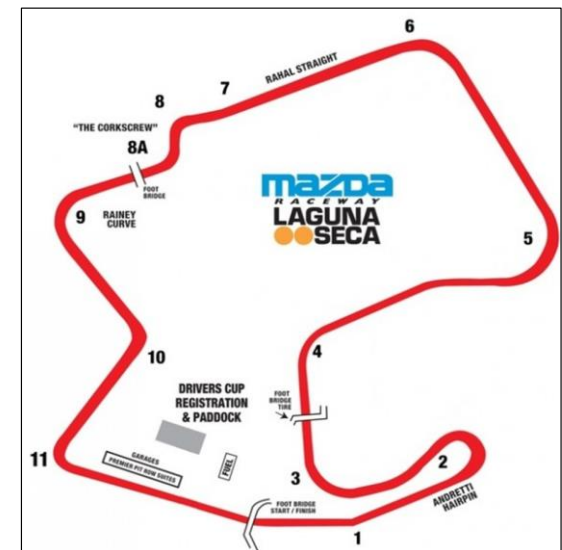 6
RAHAL STRAIGHT
7
8
"THE CORKSCREW"
8A
FOOT
BRIDGE
mazda
RACEWAY
LAGUNA
SECA
9
RAINEY
CURVE
5
4
10
DRIVERS CUP
REGISTRATION
& PADDOCK
FOOT
BRIDGE
TIRE
GARAGES
PREMIER PIT ROW SUITES
FUEL
11
3
2
ANDRETTI
HAIRPIN
FOOT BRIDGE
START / FINISH
1